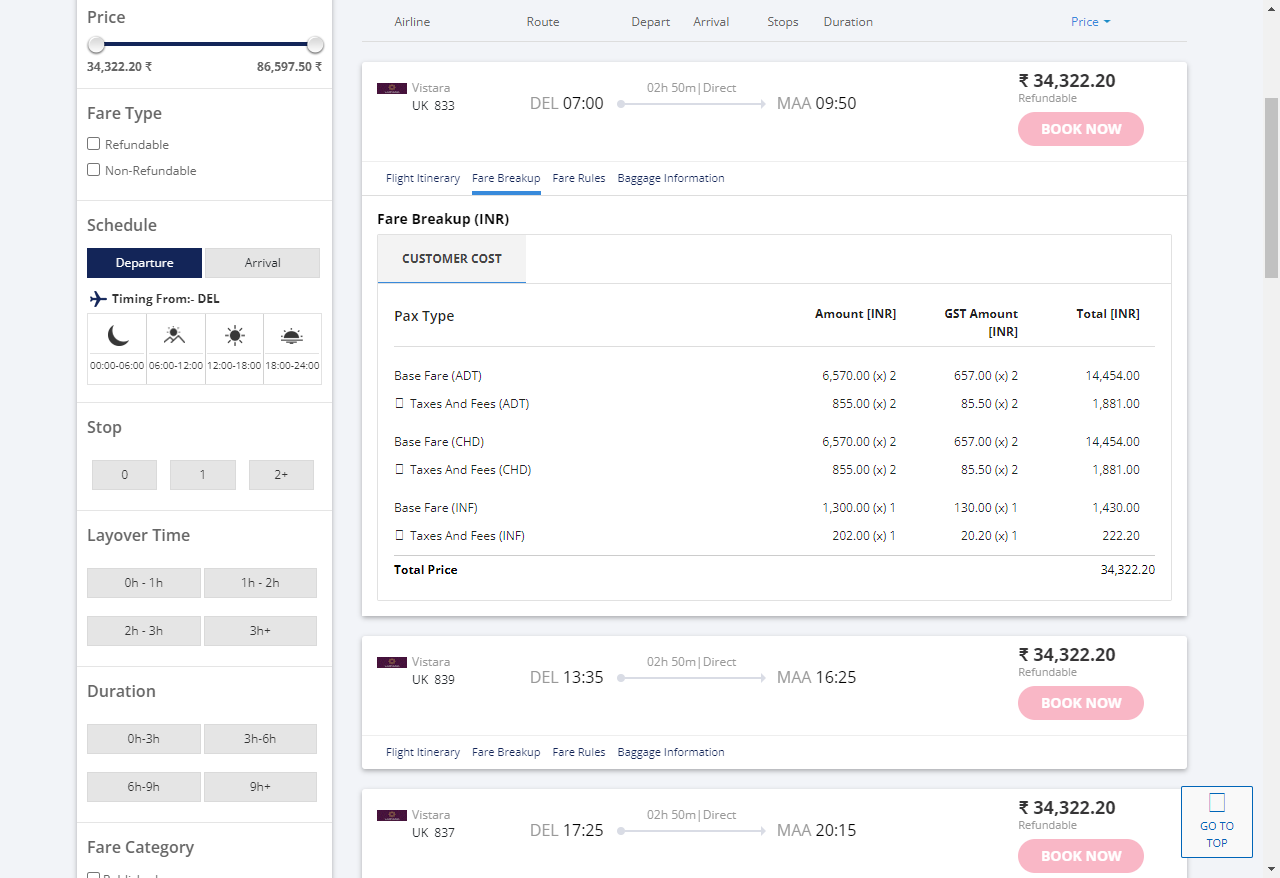 Price
34,322.20 ₹ 86,597.50 ₹
Fare Type
Refundable
Non-Refundable
Schedule
Departure Arrival
Timing From:- DEL
00:00-06:00 06:00-12:00 12:00-18:00 18:00-24:00
Stop
0 1 2+
Layover Time
0h - 1h 1h - 2h
2h - 3h 3h+
Duration
0h-3h 3h-6h
6h-9h 9h+
Fare Category
Airline Route Depart Arrival Stops Duration Price
Vistara
UK 833
DEL 07:00
02h 50m|Direct
MAA 09:50
₹ 34,322.20
Refundable
BOOK NOW
Flight Itinerary Fare Breakup Fare Rules Baggage Information
Fare Breakup (INR)
CUSTOMER COST
Pax Type Amount [INR] GST Amount [INR] Total [INR]
Base Fare (ADT) 6,570.00 (x) 2 657.00 (x) 2 14,454.00
Taxes And Fees (ADT) 855.00 (x) 2 85.50 (x) 2 1,881.00
Base Fare (CHD) 6,570.00 (x) 2 657.00 (x) 2 14,454.00
Taxes And Fees (CHD) 855.00 (x) 2 85.50 (x) 2 1,881.00
Base Fare (INF) 1,300.00 (x) 1 130.00 (x) 1 1,430.00
Taxes And Fees (INF) 202.00 (x) 1 20.20 (x) 1 222.20
Total Price 34,322.20
Vistara
UK 839
DEL 13:35
02h 50m|Direct
MAA 16:25
₹ 34,322.20
Refundable
BOOK NOW
Flight Itinerary Fare Breakup Fare Rules Baggage Information
Vistara
UK 837
DEL 17:25
02h 50m|Direct
MAA 20:15
₹ 34,322.20
Refundable
BOOK NOW
GO TO
TOP